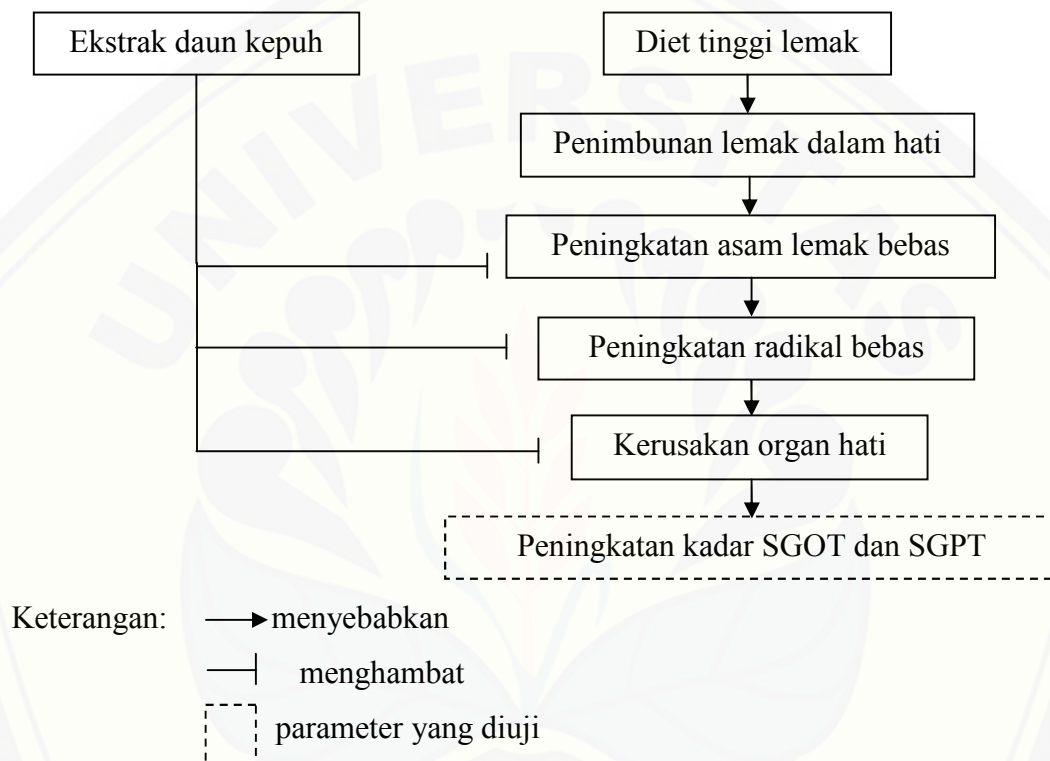 Ekstrak daun kepuh
Diet tinggi lemak
Penimbunan lemak dalam hati
Peningkatan asam lemak bebas
Peningkatan radikal bebas
Kerusakan organ hati
Peningkatan kadar SGOT dan SGPT
Keterangan:
menyebabkan
menghambat
parameter yang diuji
UNIVERSITAS